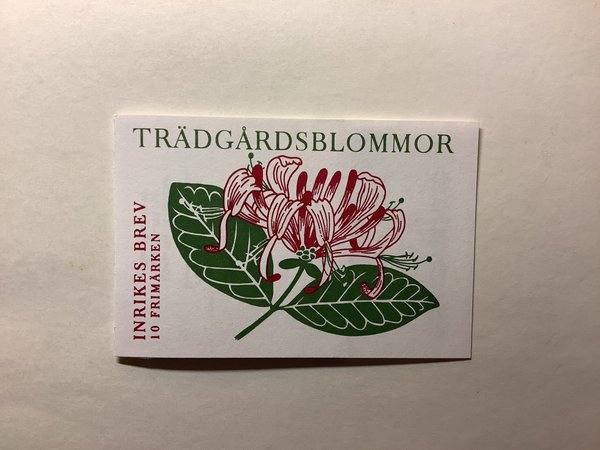 TRÄDGÅRDSBLOMMOR
INRIKES BREV
10 FRIMÄRKEN